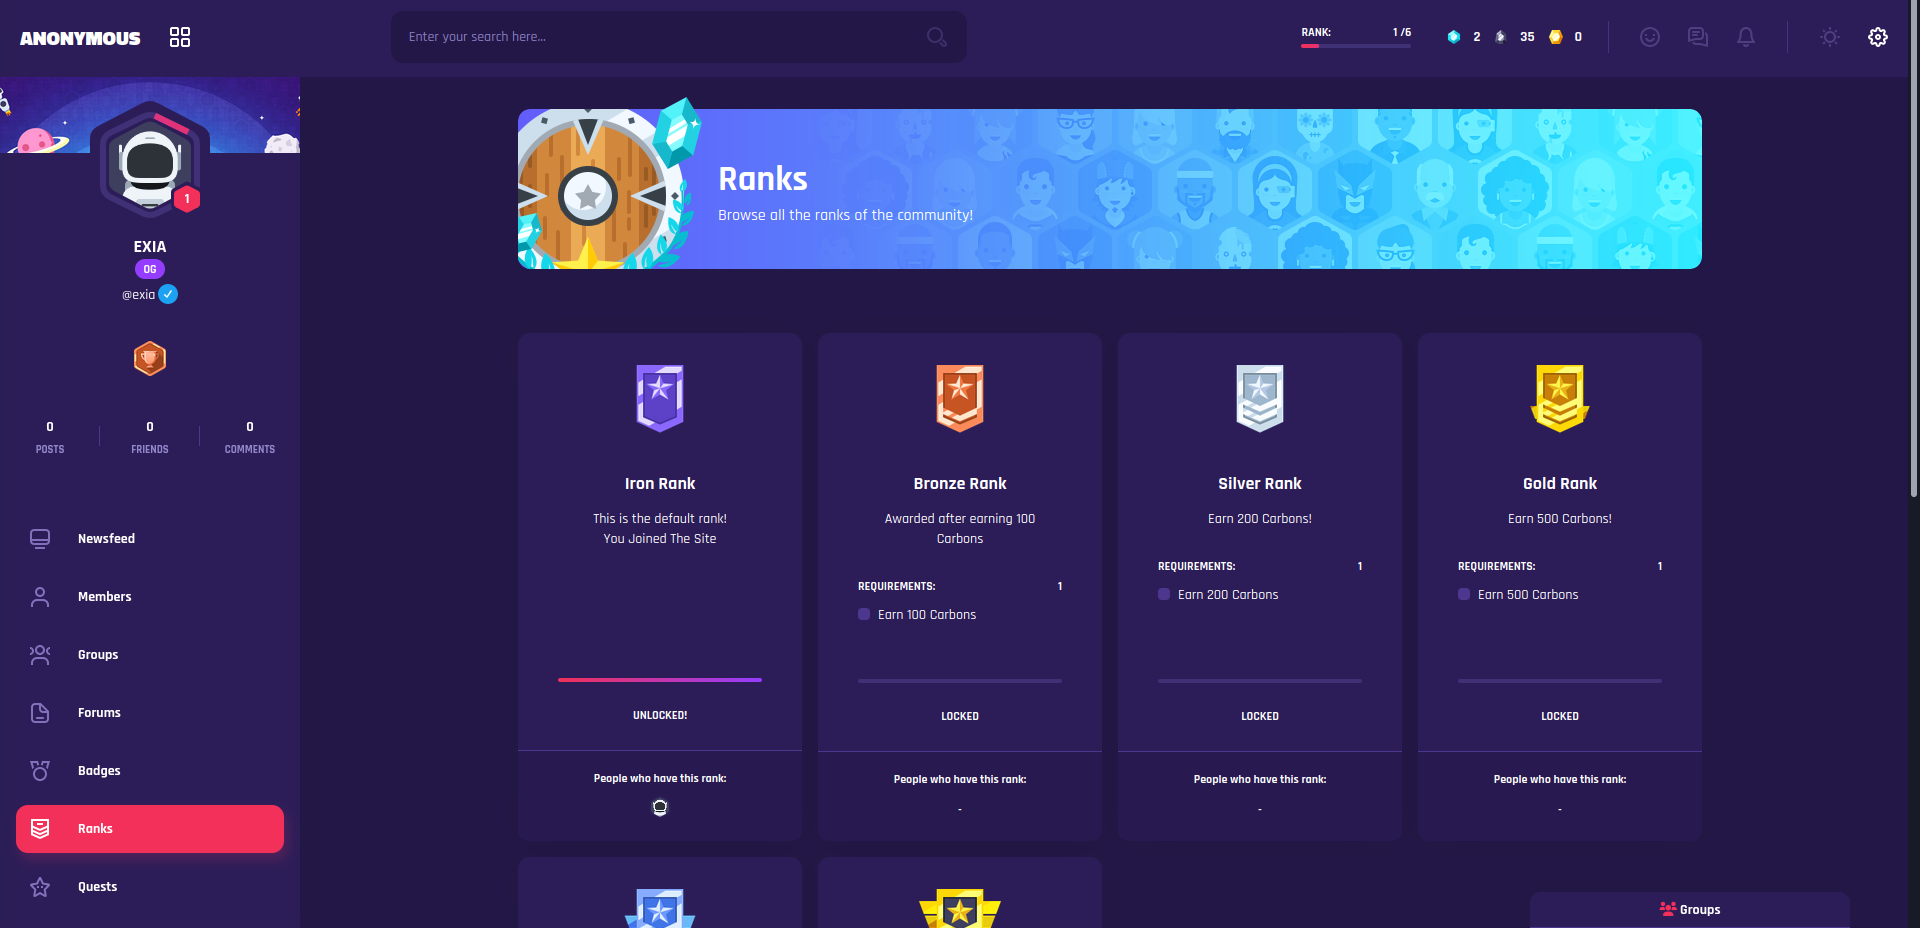 ANONYMOUS
Enter your search here...
RANK: 1 /6
2 35 0
1
EXIA
OG
@exia
0 0 0
POSTS FRIENDS COMMENTS
Newsfeed
Members
Groups
Forums
Badges
Ranks
Quests
Ranks
Browse all the ranks of the community!
Iron Rank
This is the default rank!
You Joined The Site
UNLOCKED!
People who have this rank:
Bronze Rank
Awarded after earning 100
Carbons
REQUIREMENTS: 1
Earn 100 Carbons
LOCKED
People who have this rank:
-
Silver Rank
Earn 200 Carbons!
REQUIREMENTS: 1
Earn 200 Carbons
LOCKED
People who have this rank:
-
Gold Rank
Earn 500 Carbons!
REQUIREMENTS: 1
Earn 500 Carbons
LOCKED
People who have this rank:
-
Groups